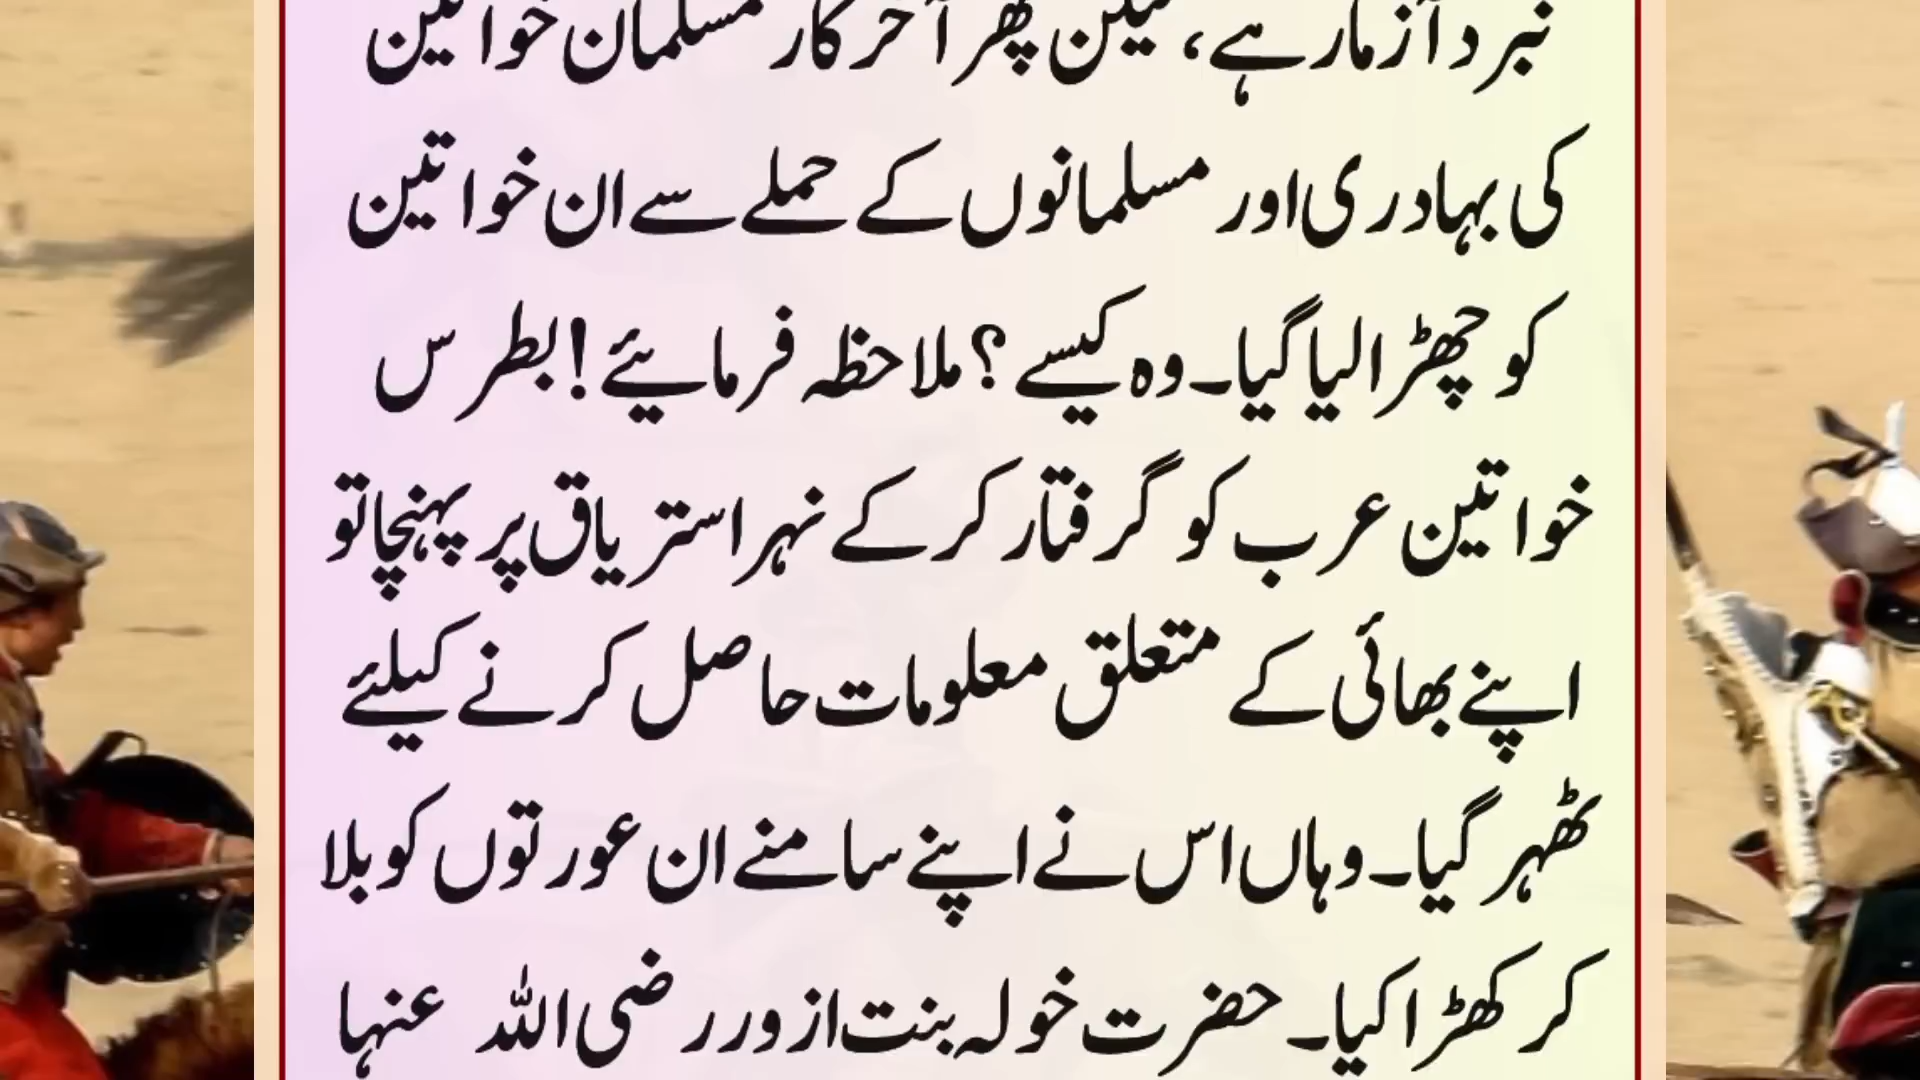 نبرد آزما رہے، لیکن پھر آخر کار مسلمان خواتین
کی بہادری اور مسلمانوں کے حملے سے ان خواتین
کو چھڑا لیا گیا۔ وہ کیسے؟ ملاحظہ فرمایئے! بطرس
خواتین عرب کو گرفتار کر کے نہر استریاق پر پہنچا تو
اپنے بھائی کے متعلق معلومات حاصل کرنے کیلئے
ٹھہر گیا۔ وہاں اس نے اپنے سامنے ان عورتوں کو بلا
کر کھڑا کیا۔ حضرت خولہ بنت ازور رضی اللہ عنہا